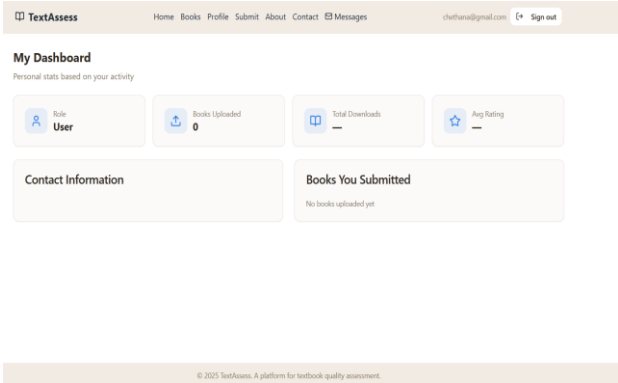 TextAssess Home Books Profile Submit About Contact Messages chethana@gmail.com Sign out
My Dashboard
Personal stats based on your activity
Role
User
Books Uploaded
0
Total Downloads
—
Avg Rating
—
Contact Information
Books You Submitted
No books uploaded yet
© 2025 TextAssess. A platform for textbook quality assessment.